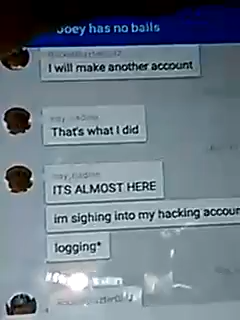 Joey has no balls
I will make another account
That's what I did
ITS ALMOST HERE
im sighing into my hacking accour
logging*